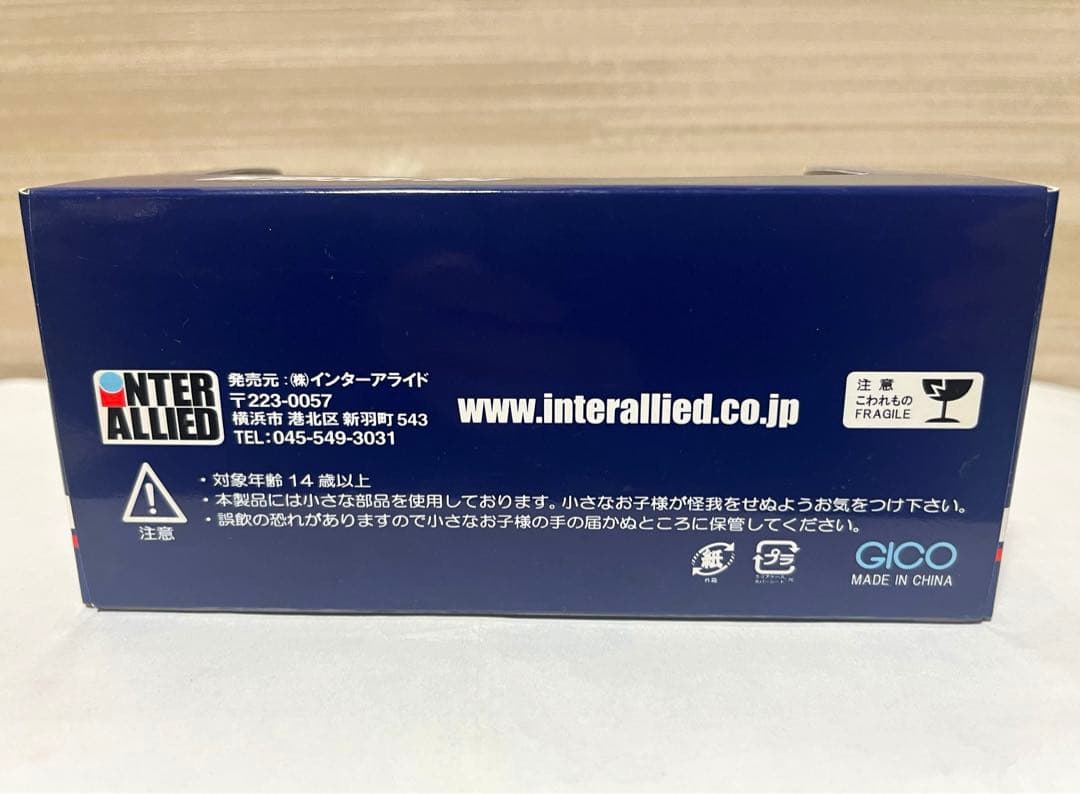 INTER
ALLIED
発売元：㈱インターアライド
〒223-0057
横浜市 港北区 新羽町 543
TEL：045-549-3031
www.interallied.co.jp
注 意
こわれもの
FRAGILE
注意
・対象年齢 14 歳以上
・本製品には小さな部品を使用しております。小さなお子様が怪我をせぬようお気をつけ下さい。
・誤飲の恐れがありますので小さなお子様の手の届かぬところに保管してください。
紙
外箱
プラ
GICO
MADE IN CHINA